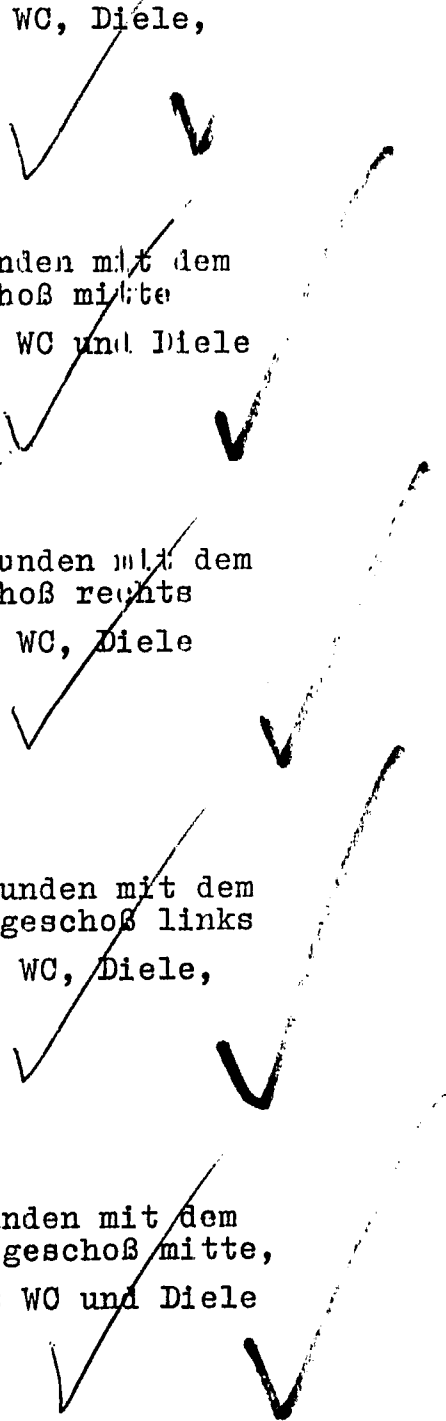 WC, Diele,
nden mit dem
hoß mitte
WC und Diele
unden mit dem
hoß rechts
WC, Diele
unden mit dem
geschoß links
WC, Diele,
nden mit dem
geschoß mitte,
WC und Diele